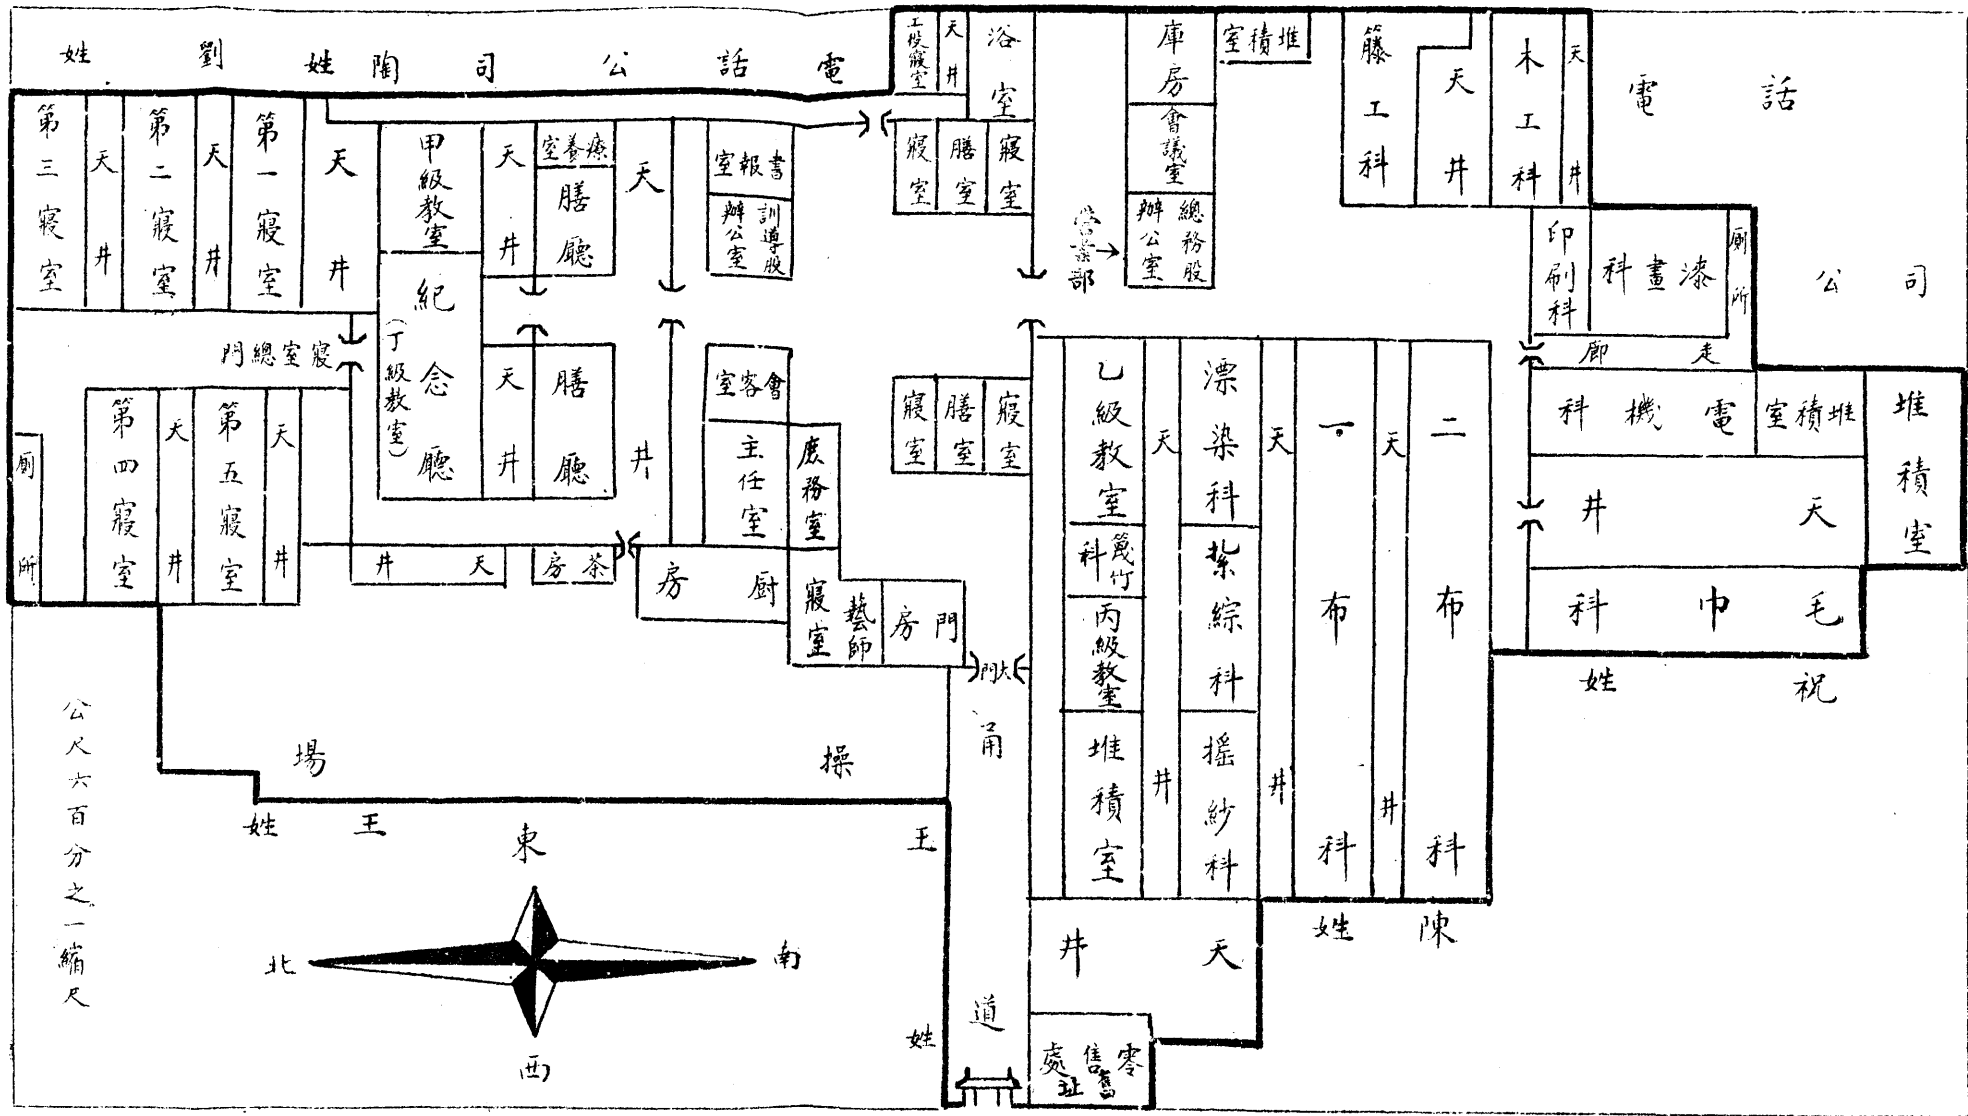 電話公司
陶姓
劉姓
電話公司
工役寢室
天井
浴室
庫房
堆積室
籐工科
天井
木工科
天井
第三寢室
天井
第二寢室
天井
第一寢室
天井
甲級教室
天井
療養室
膳廳
天井
書報室
訓導股辦公室
寢室
膳室
寢室
會議室
總務股辦公室
營業部→
印刷科
漆畫科
廁所
紀念廳
(丁級教室)
寢室總門
走廊
天井
膳廳
會客室
主任室
庶務室
寢室
膳室
寢室
乙級教室
天井
漂染科
天井
一布科
天井
二布科
電機科
堆積室
堆積室
天井
毛巾科
祝姓
廁所
第四寢室
天井
第五寢室
天井
天井
茶房
厨房
藝師寢室
門房
大門
篾竹科
丙級教室
堆積室
紮綜科
搖紗科
操場
甬道
王姓
王姓
陳姓
天井
零售處
舊址
東
北
南
西
公尺六百分之一縮尺